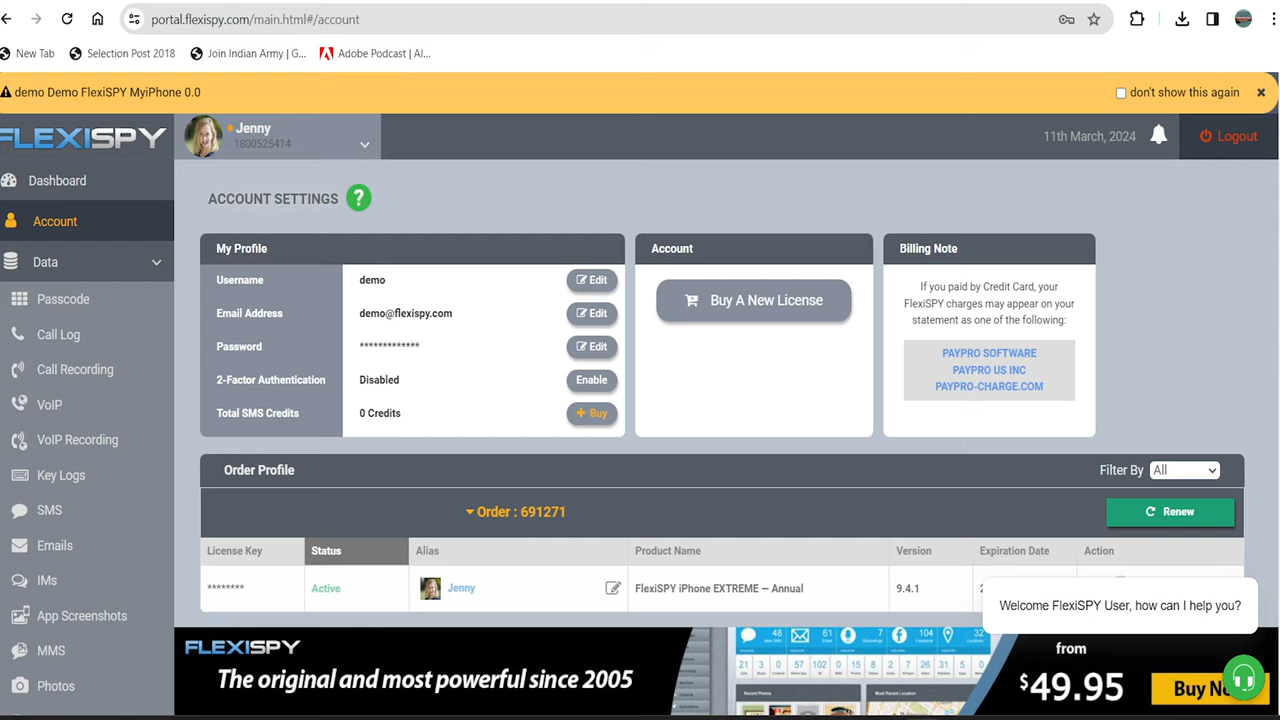 portal.flexispy.com/main.html#/account
New Tab
Selection Post 2018
Join Indian Army | G...
Adobe Podcast | AI...
demo Demo FlexiSPY MyiPhone 0.0
don't show this again
FLEXISPY
Jenny
1800525414
11th March, 2024
Logout
Dashboard
Account
Data
Passcode
Call Log
Call Recording
VoIP
VoIP Recording
Key Logs
SMS
Emails
IMs
App Screenshots
MMS
Photos
ACCOUNT SETTINGS ?
My Profile
Username demo Edit
Email Address demo@flexispy.com Edit
Password ************* Edit
2-Factor Authentication Disabled Enable
Total SMS Credits 0 Credits + Buy
Account
Buy A New License
Billing Note
If you paid by Credit Card, your
FlexiSPY charges may appear on your
statement as one of the following:
PAYPRO SOFTWARE
PAYPRO US INC
PAYPRO-CHARGE.COM
Order Profile
Filter By All
Order : 691271
Renew
License Key Status Alias Product Name Version Expiration Date Action
******** Active Jenny FlexiSPY iPhone EXTREME — Annual 9.4.1
Welcome FlexiSPY User, how can I help you?
FLEXISPY
The original and most powerful since 2005
from
$49.95
Buy